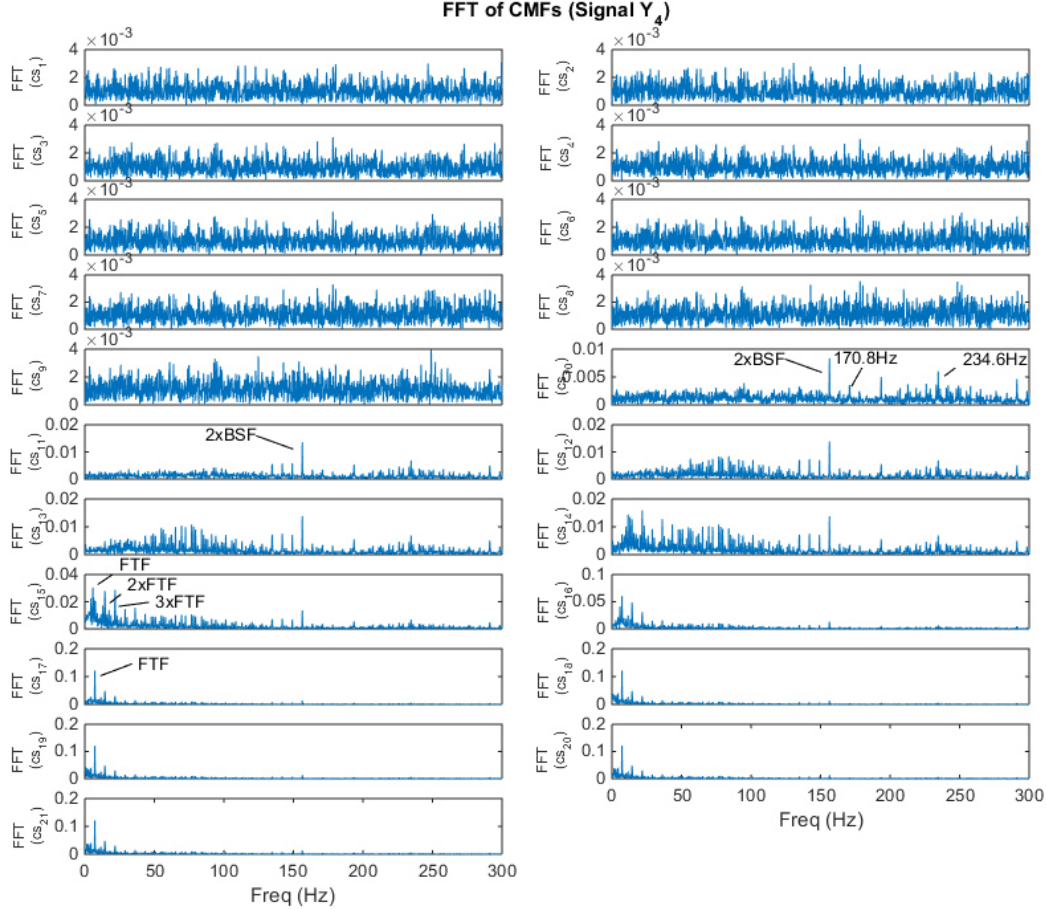 FFT of CMFs (Signal Y4)
× 10-3
4
2
0
FFT
(cs1)
× 10-3
4
2
0
FFT
(cs2)
× 10-3
4
2
0
FFT
(cs3)
× 10-3
4
2
0
FFT
(cs4)
× 10-3
4
2
0
FFT
(cs5)
× 10-3
4
2
0
FFT
(cs6)
× 10-3
4
2
0
FFT
(cs7)
× 10-3
4
2
0
FFT
(cs8)
× 10-3
4
2
0
FFT
(cs9)
0.01
0.005
0
FFT
(cs10)
2xBSF
170.8Hz
234.6Hz
0.02
0.01
0
FFT
(cs11)
2xBSF
0.02
0.01
0
FFT
(cs12)
0.02
0.01
0
FFT
(cs13)
0.02
0.01
0
FFT
(cs14)
0.04
0.02
0
FFT
(cs15)
FTF
2xFTF
3xFTF
0.1
0.05
0
FFT
(cs16)
0.2
0.1
0
FFT
(cs17)
FTF
0.2
0.1
0
FFT
(cs18)
0.2
0.1
0
FFT
(cs19)
0.2
0.1
0
FFT
(cs20)
0 50 100 150 200 250 300
Freq (Hz)
0.2
0.1
0
FFT
(cs21)
0 50 100 150 200 250 300
Freq (Hz)